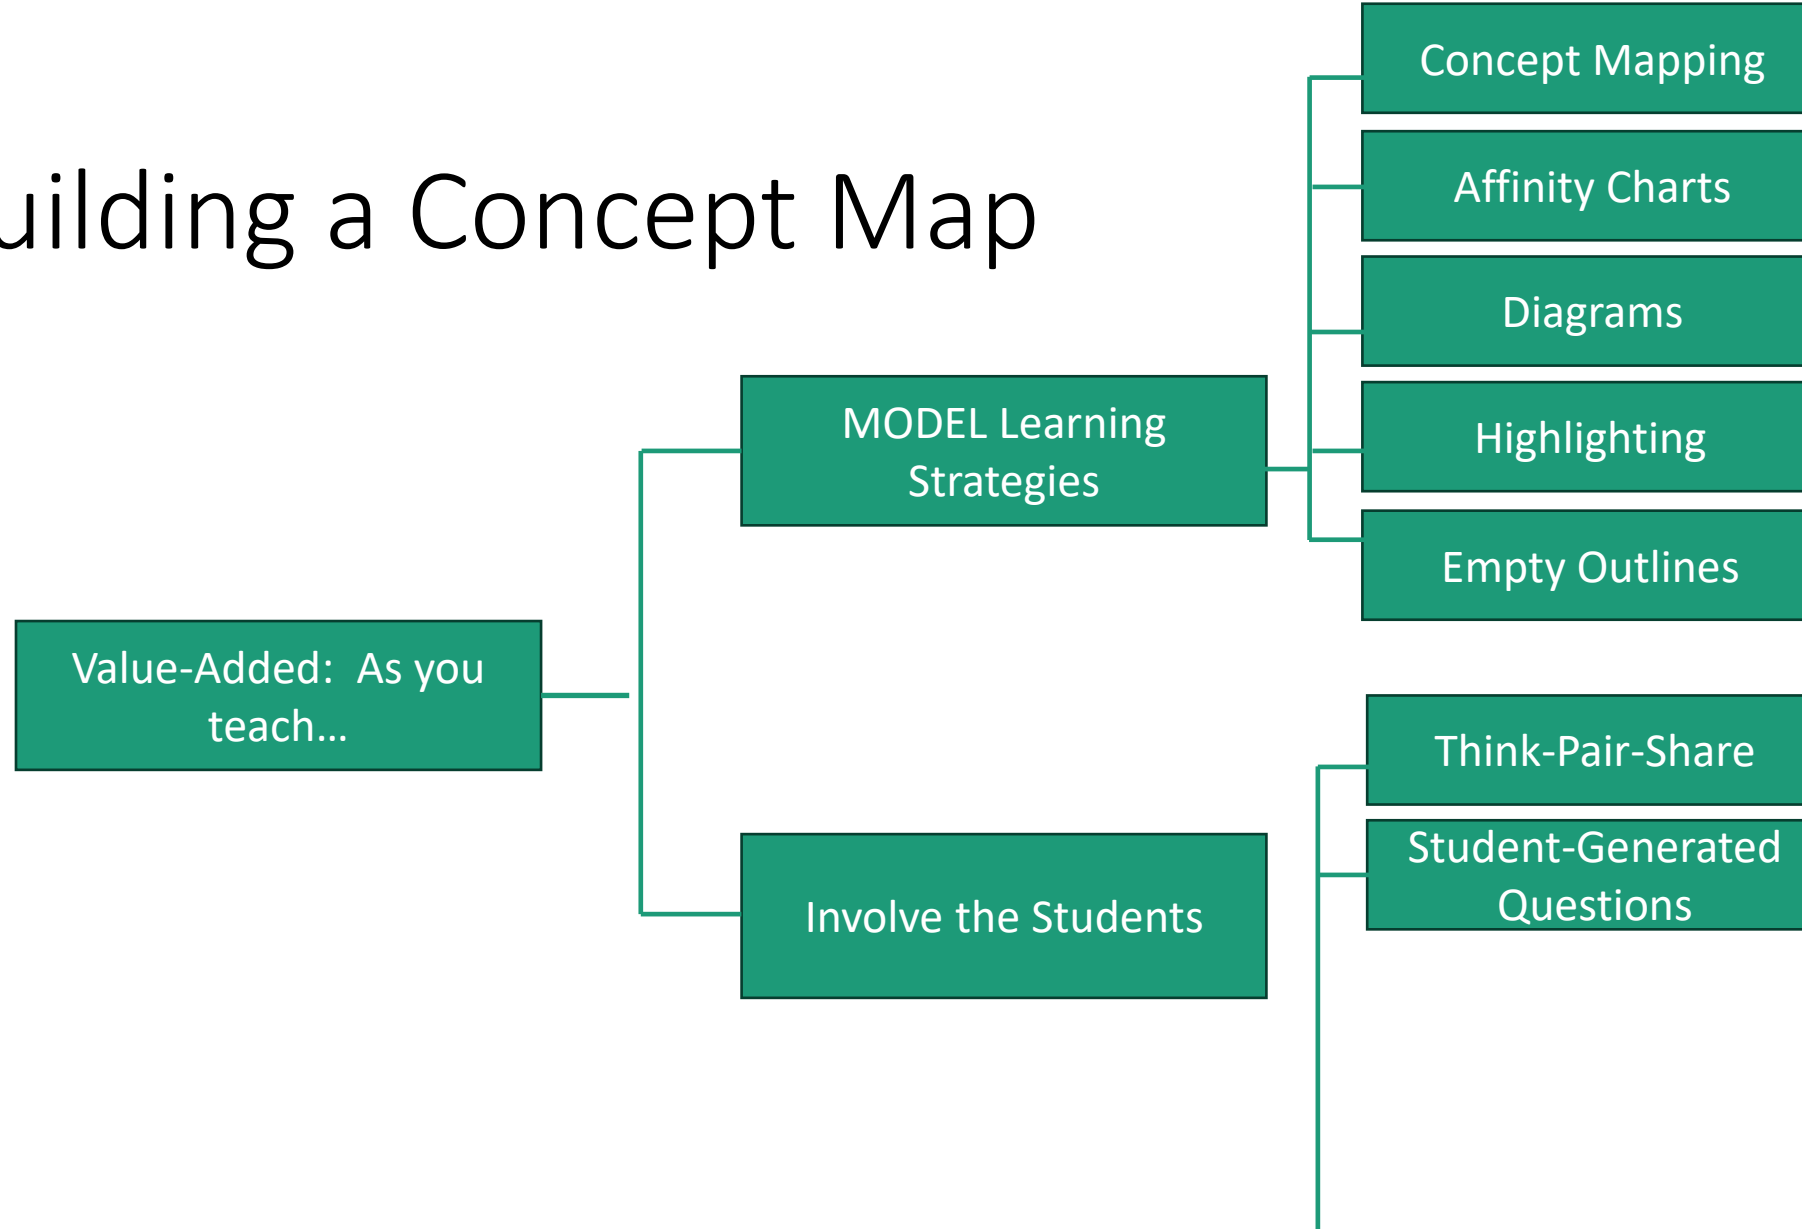 uilding a Concept Map
Value-Added:  As you
teach...
MODEL Learning
Strategies
Concept Mapping
Affinity Charts
Diagrams
Highlighting
Empty Outlines
Involve the Students
Think-Pair-Share
Student-Generated
Questions